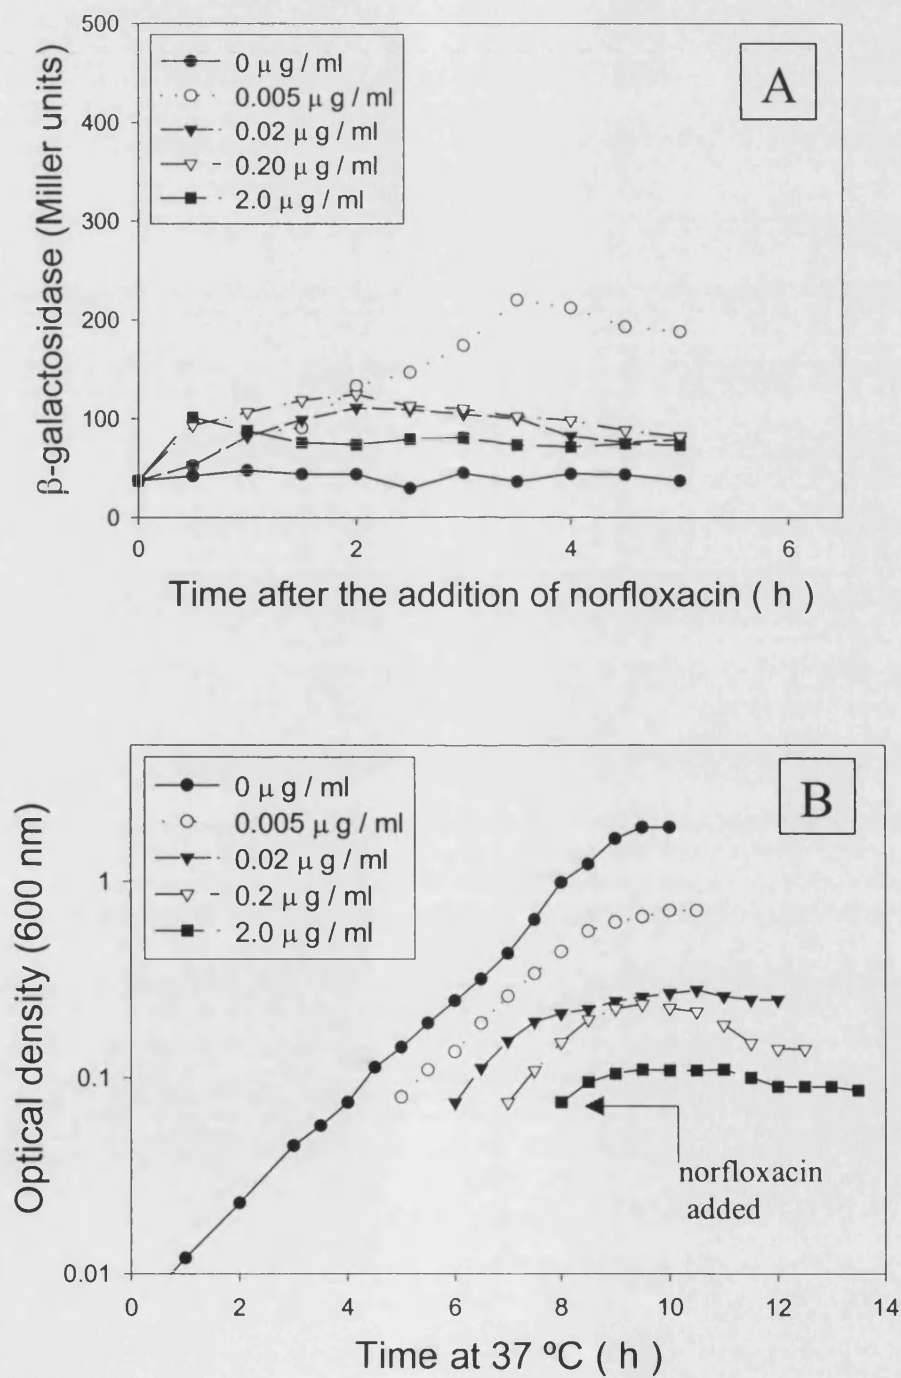 500
400
300
200
100
0
β-galactosidase (Miller units)
0 μ g / ml
0.005 μ g / ml
0.02 μ g / ml
0.20 μ g / ml
2.0 μ g / ml
A
0 2 4 6
Time after the addition of norfloxacin ( h )
1
0.1
0.01
Optical density (600 nm)
0 μ g / ml
0.005 μ g / ml
0.02 μ g / ml
0.2 μ g / ml
2.0 μ g / ml
B
norfloxacin
added
0 2 4 6 8 10 12 14
Time at 37 ºC ( h )